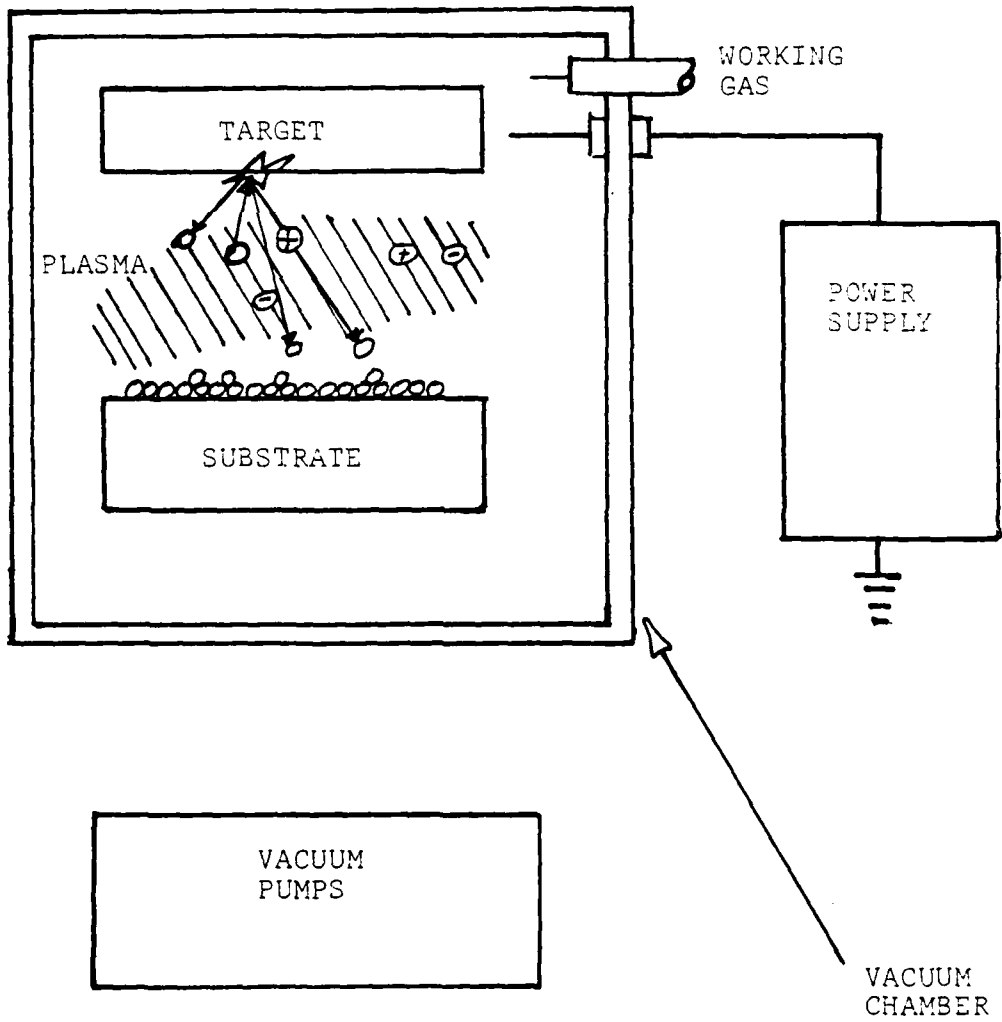 WORKING
GAS
TARGET
PLASMA
+
+
-
-
POWER
SUPPLY
SUBSTRATE
VACUUM
PUMPS
VACUUM
CHAMBER